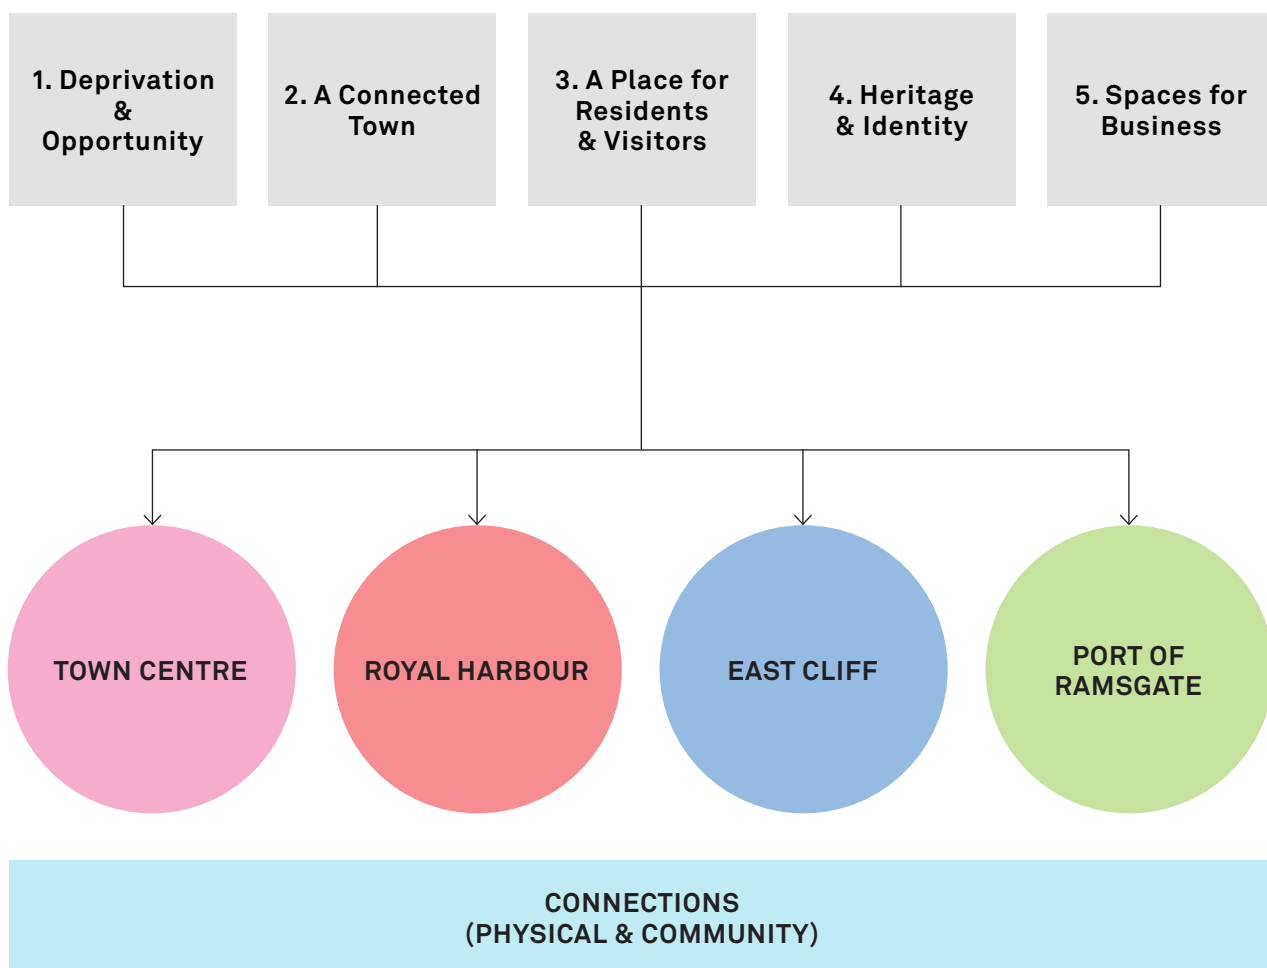 1. Deprivation
&
Opportunity
2. A Connected
Town
3. A Place for
Residents
& Visitors
4. Heritage
& Identity
5. Spaces for
Business
TOWN CENTRE
ROYAL HARBOUR
EAST CLIFF
PORT OF
RAMSGATE
CONNECTIONS
(PHYSICAL & COMMUNITY)